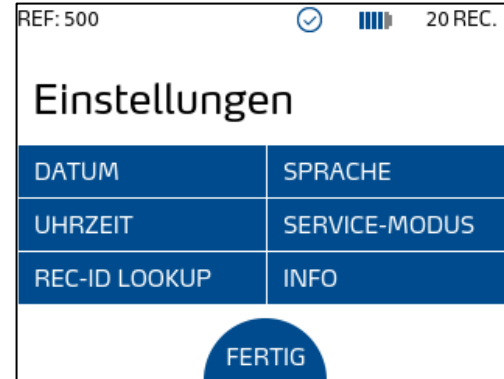 REF: 500 20 REC.
Einstellungen
DATUM SPRACHE
UHRZEIT SERVICE-MODUS
REC-ID LOOKUP INFO
FERTIG